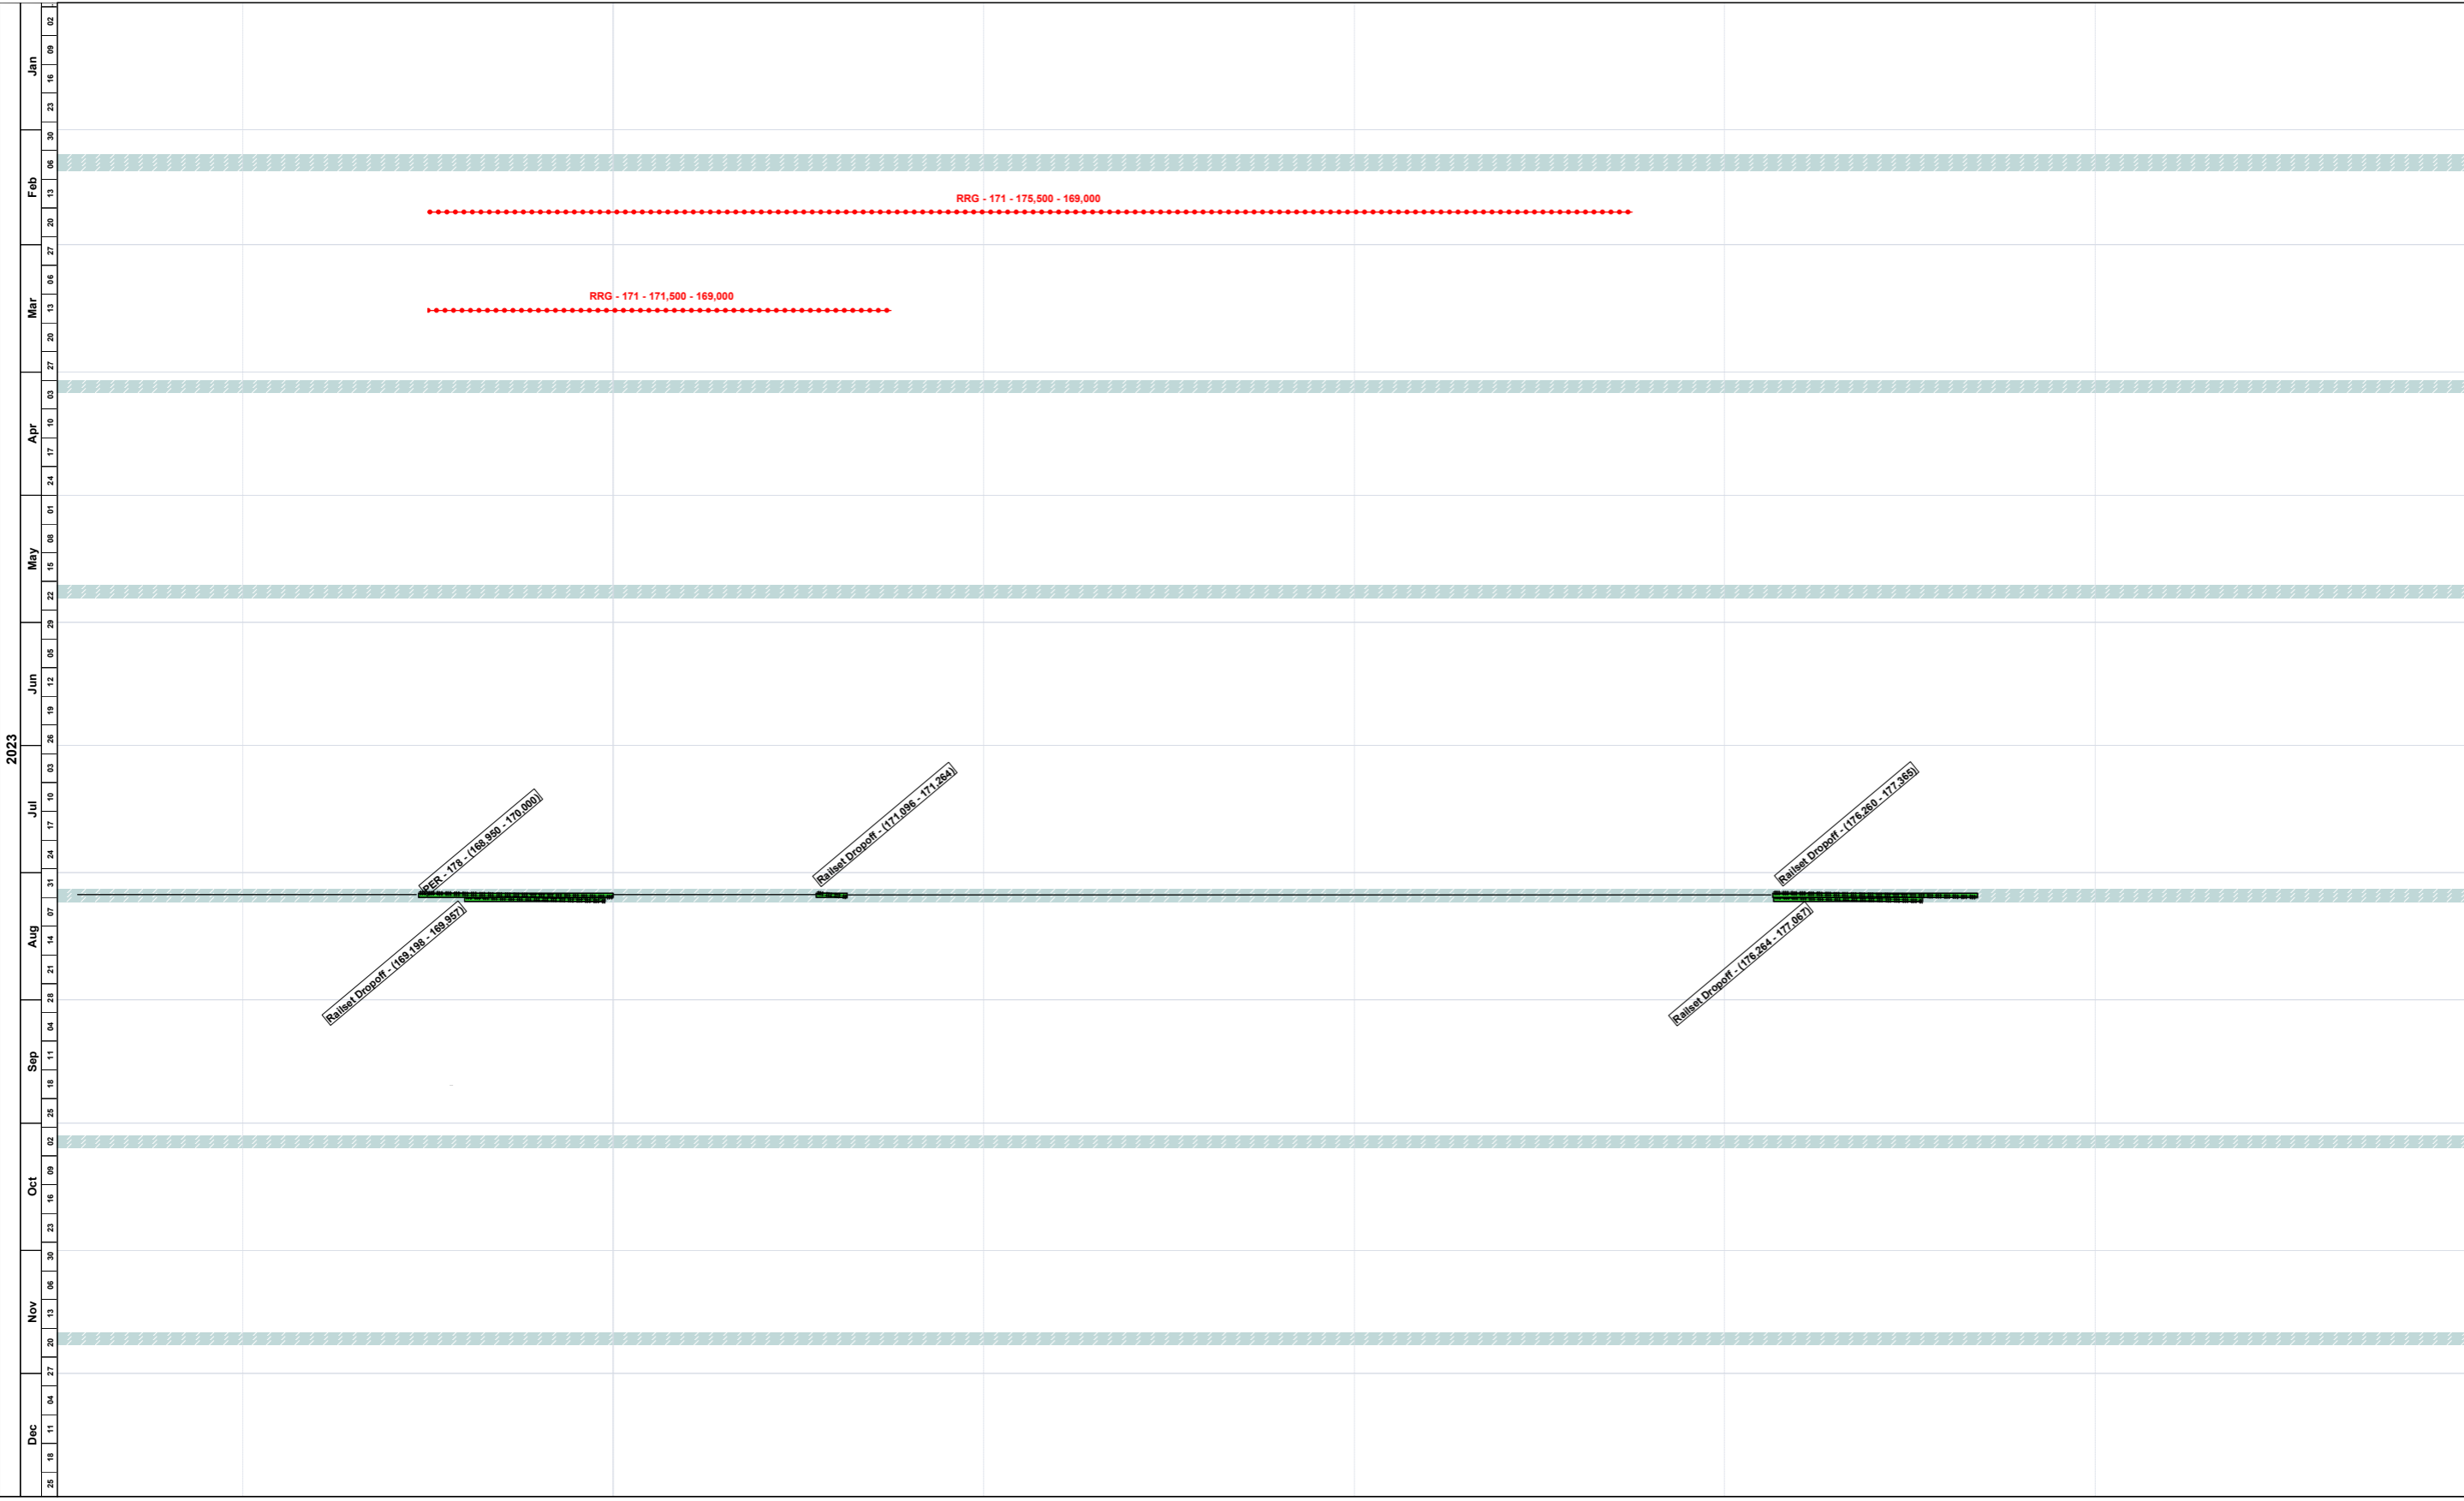 2023
Jan
02
09
16
23
30
Feb
06
13
20
27
Mar
06
13
20
27
Apr
03
10
17
24
May
01
08
15
22
29
Jun
05
12
19
26
Jul
03
10
17
24
31
Aug
07
14
21
28
Sep
04
11
18
25
Oct
02
09
16
23
30
Nov
06
13
20
27
Dec
04
11
18
25
RRG - 171 - 175,500 - 169,000
RRG - 171 - 171,500 - 169,000
PER - 178 - (168,950 - 170,000)
Railset Dropoff - (171,096 - 171,264)
Railset Dropoff - (176,260 - 177,365)
Railset Dropoff - (169,198 - 169,957)
Railset Dropoff - (176,264 - 177,067)